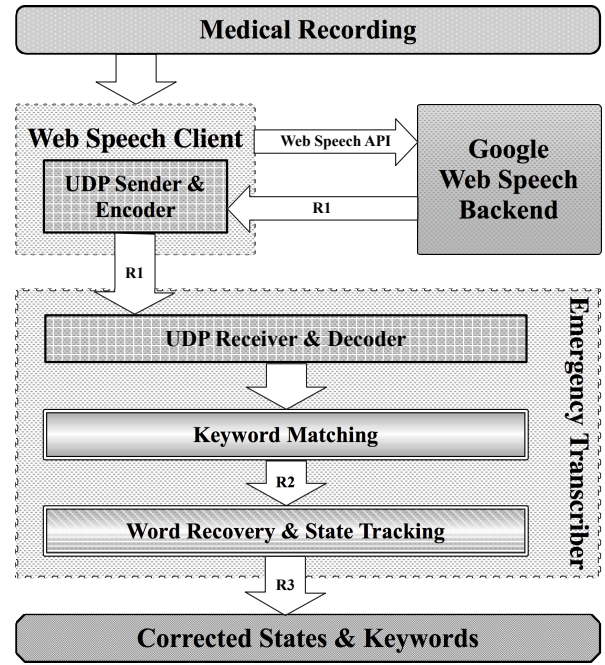 Medical Recording
Web Speech Client
Web Speech API
Google
Web Speech
Backend
UDP Sender &
Encoder
R1
R1
Emergency Transcriber
UDP Receiver & Decoder
Keyword Matching
R2
Word Recovery & State Tracking
R3
Corrected States & Keywords